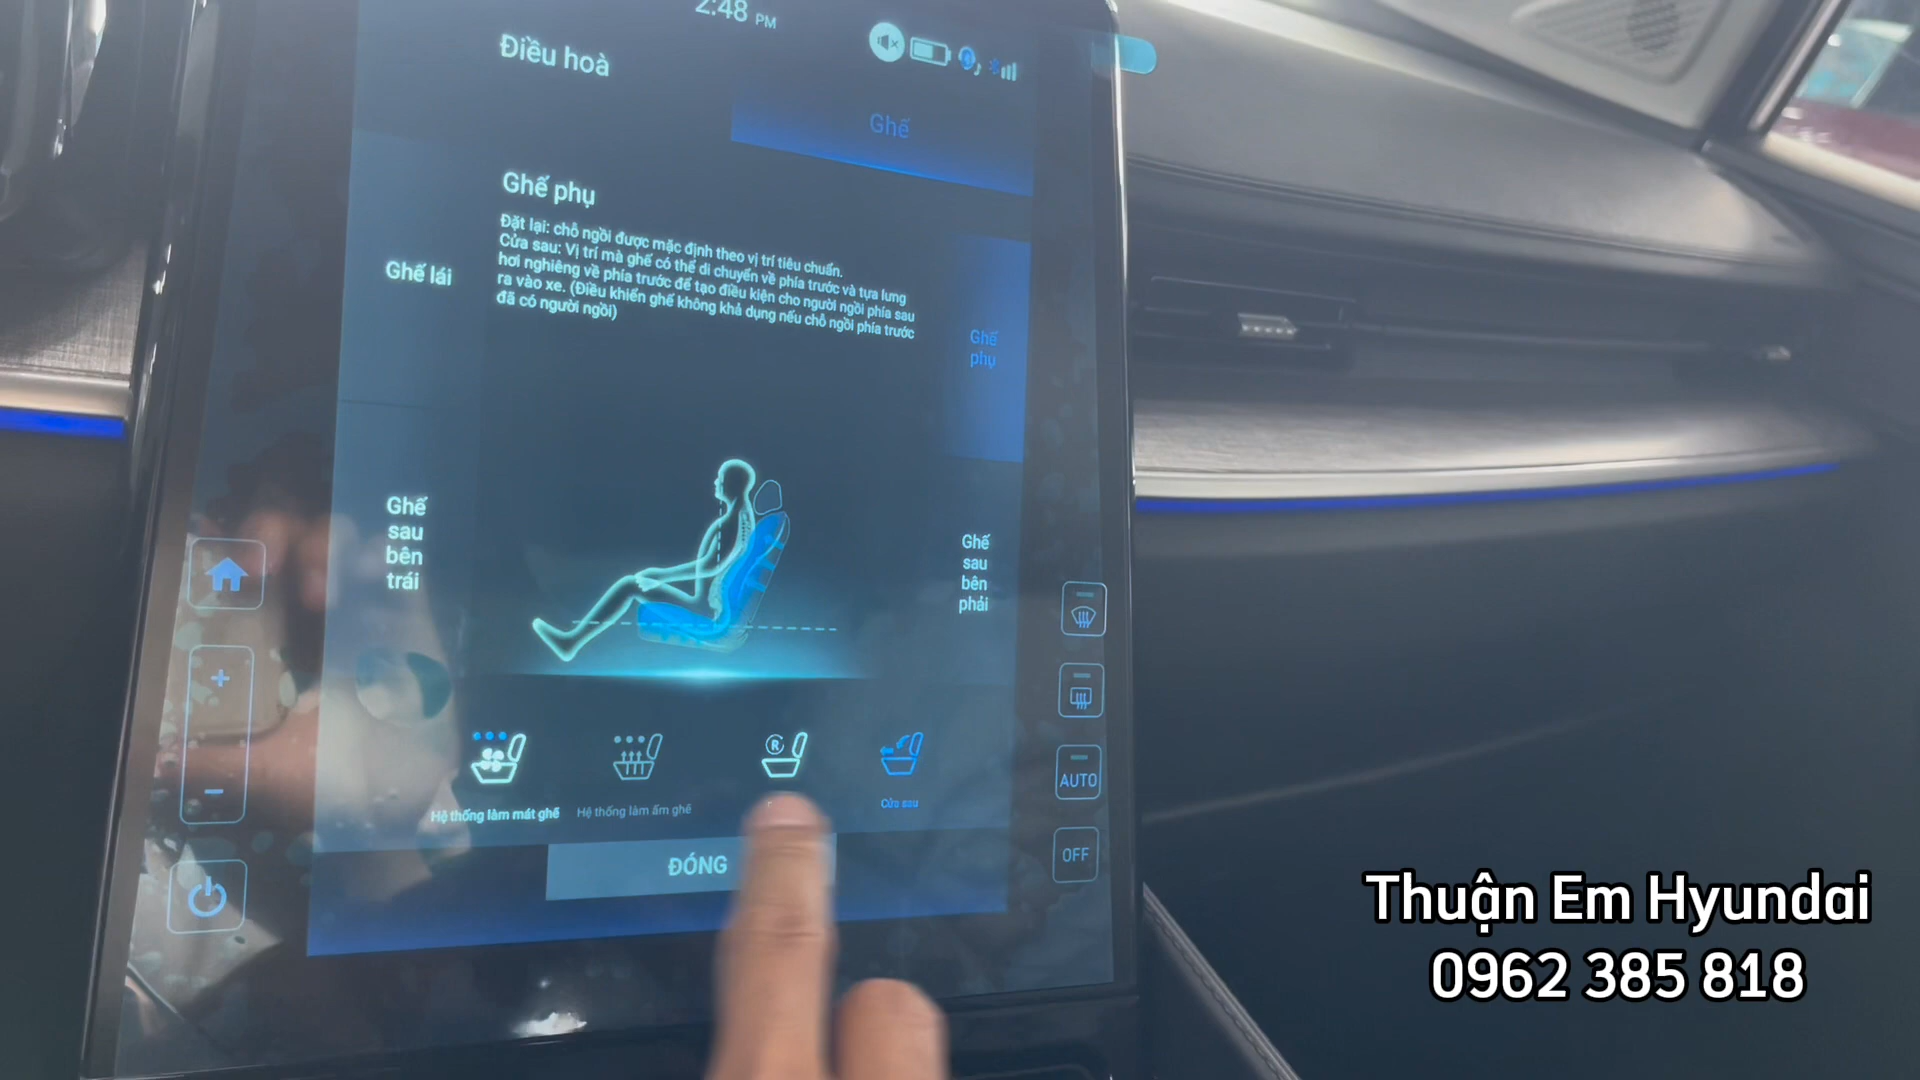 2:48 PM
Điều hoà
Ghế
Ghế phụ
Đặt lại: chỗ ngồi được mặc định theo vị trí tiêu chuẩn.
Cửa sau: Vị trí mà ghế có thể di chuyển về phía trước và tựa lưng
hơi nghiêng về phía trước để tạo điều kiện cho người ngồi phía sau
ra vào xe. (Điều khiển ghế không khả dụng nếu chỗ ngồi phía trước
đã có người ngồi)
Ghế lái
Ghế
phụ
Ghế
sau
bên
trái
Ghế
sau
bên
phải
R
Hệ thống làm mát ghế
Hệ thống làm ấm ghế
Cửa sau
ĐÓNG
AUTO
OFF
Thuận Em Hyundai
0962 385 818